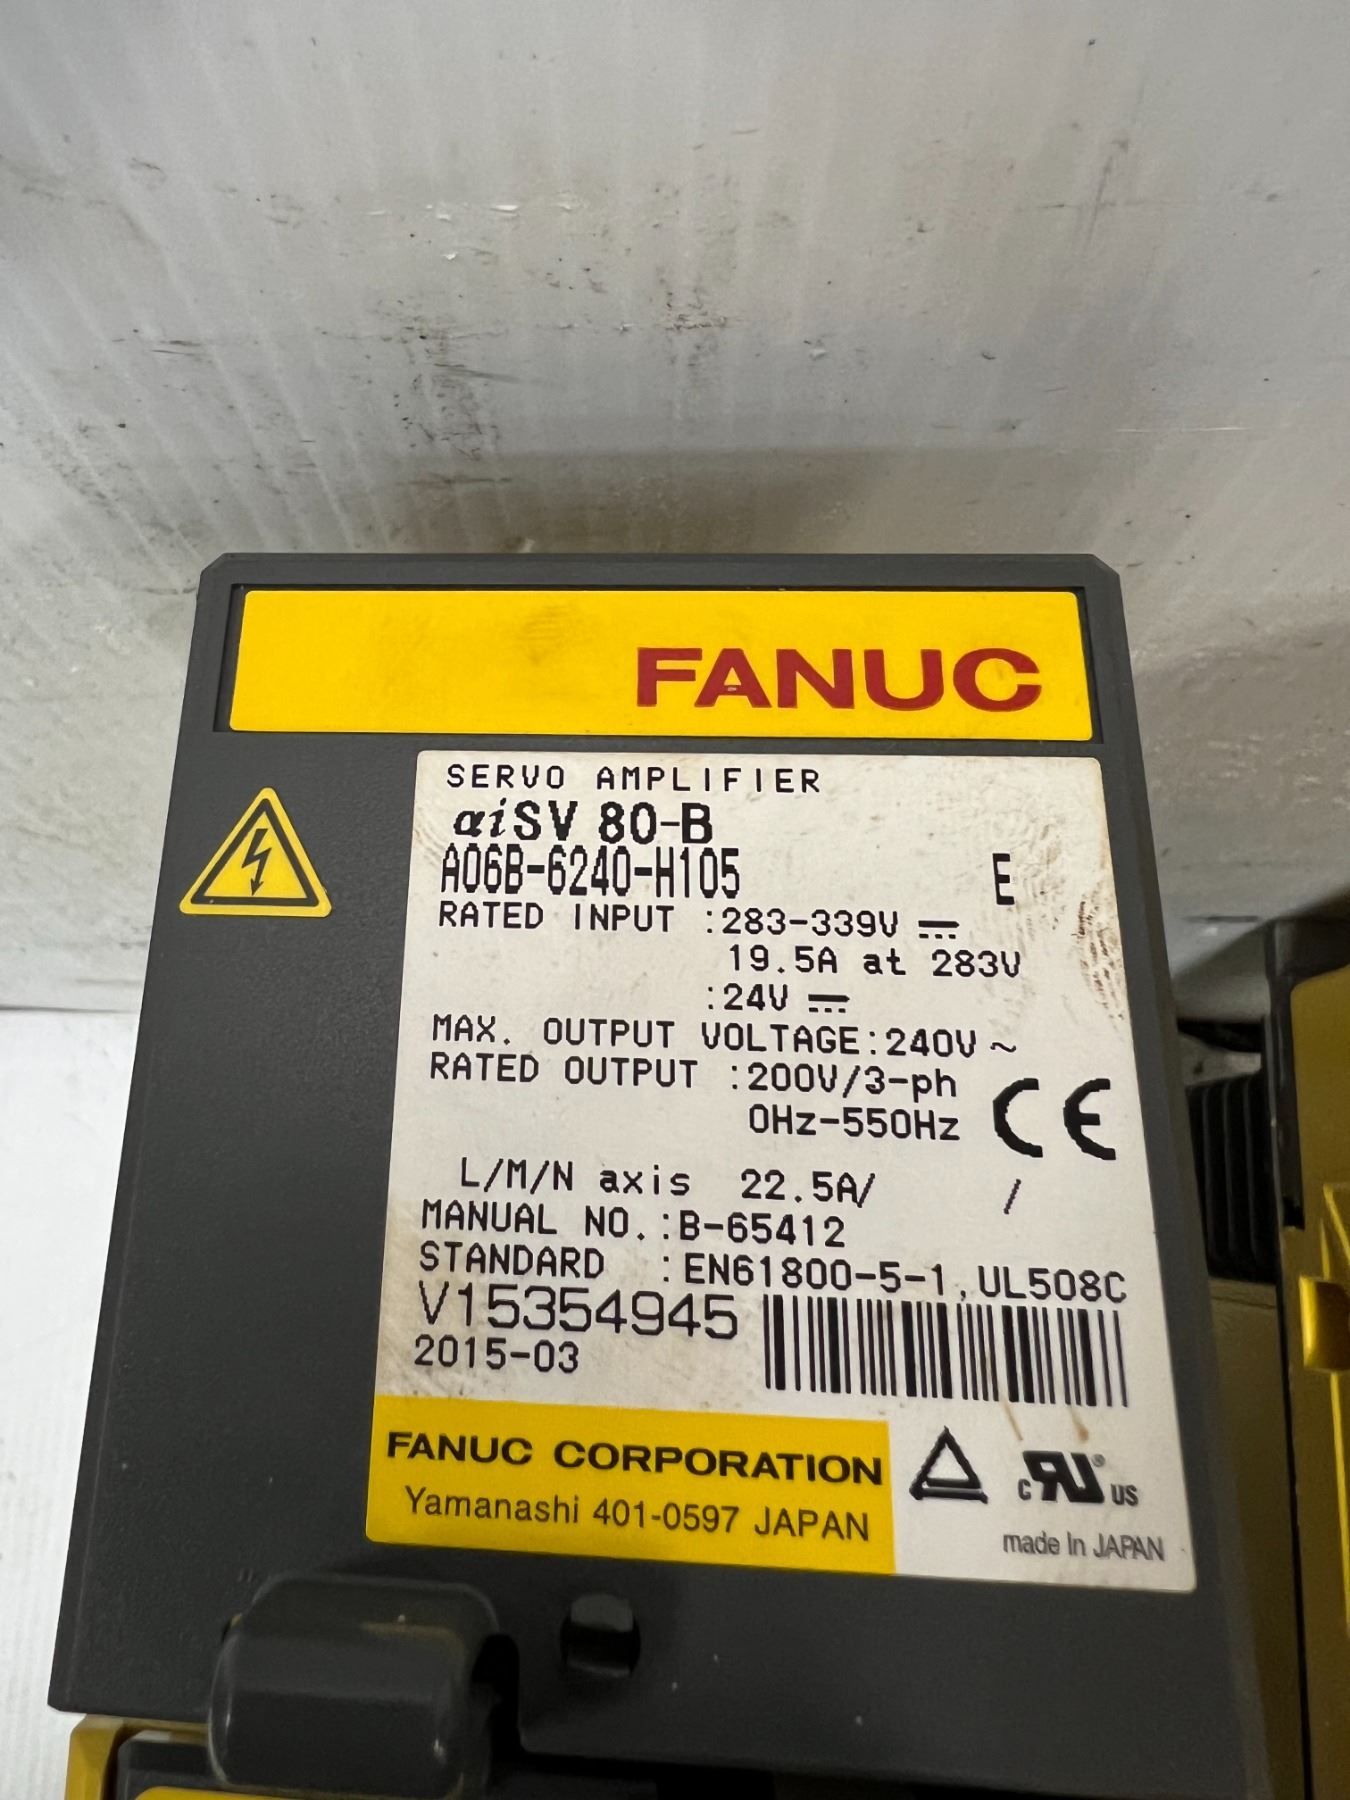 FANUC
SERVO AMPLIFIER
αiSV 80-B
A06B-6240-H105 E
RATED INPUT :283-339V ⎓
19.5A at 283V
:24V ⎓
MAX. OUTPUT VOLTAGE:240V ~
RATED OUTPUT :200V/3-ph
0Hz-550Hz
CE
L/M/N axis 22.5A/ /
MANUAL NO.:B-65412
STANDARD :EN61800-5-1,UL508C
V15354945
2015-03
FANUC CORPORATION
Yamanashi 401-0597 JAPAN
c RU ® US
made in JAPAN